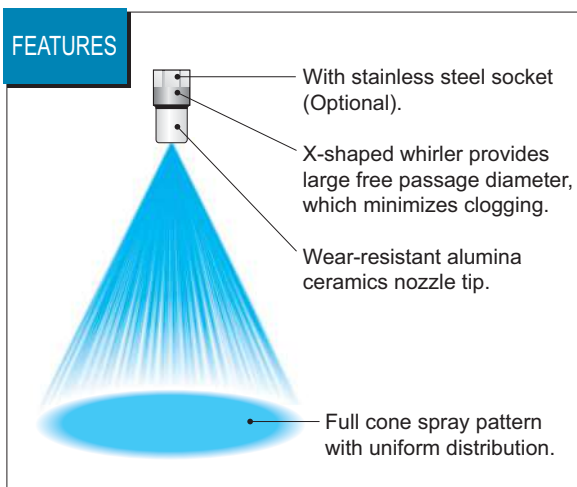 FEATURES
With stainless steel socket
(Optional).
X-shaped whirler provides
large free passage diameter,
which minimizes clogging.
Wear-resistant alumina
ceramics nozzle tip.
Full cone spray pattern
with uniform distribution.